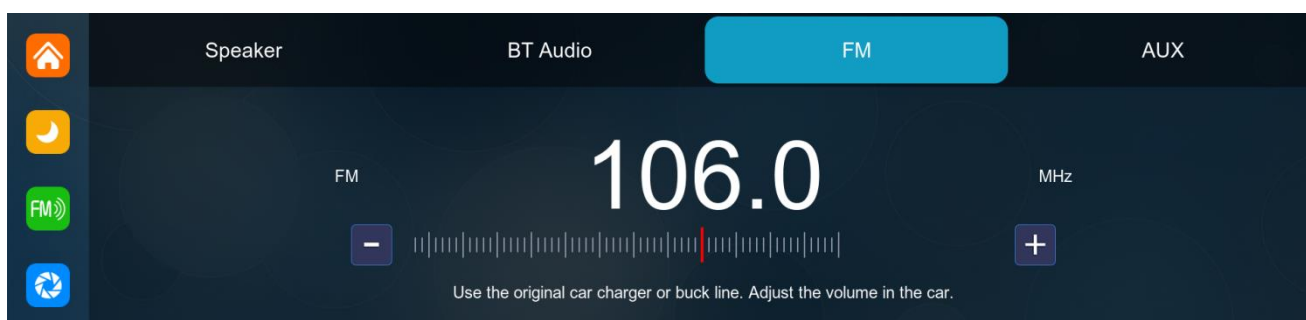 Speaker BT Audio FM AUX
FM 106.0 MHz
FM
- +
Use the original car charger or buck line. Adjust the volume in the car.